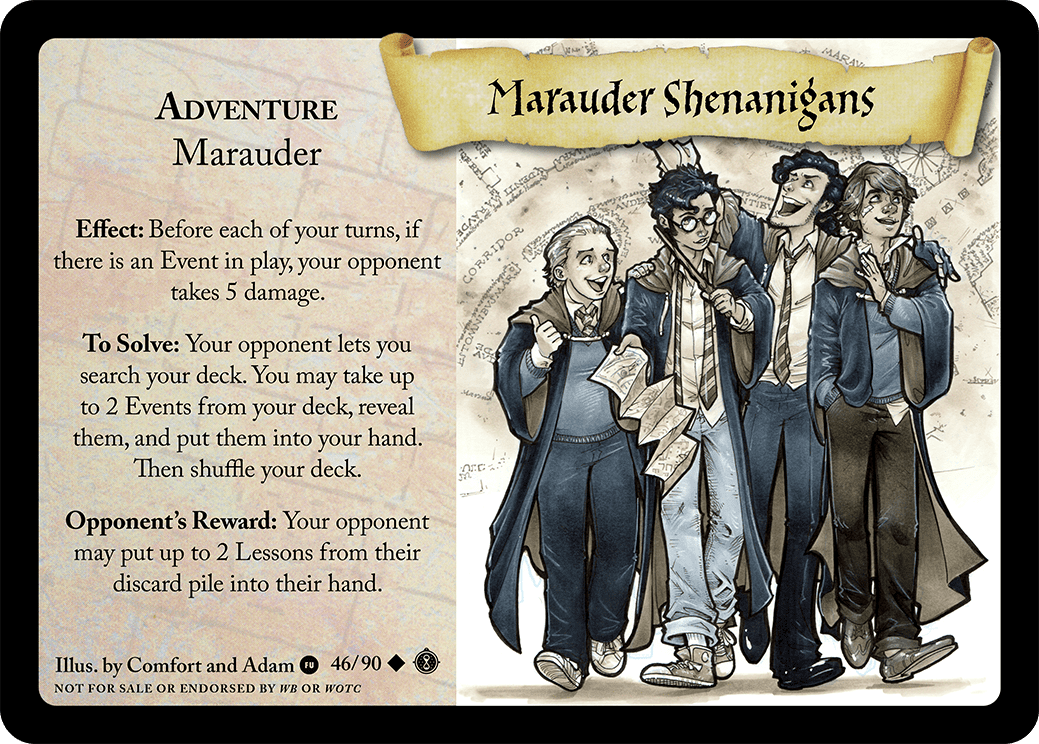 Marauder Shenanigans
ADVENTURE
Marauder
Effect: Before each of your turns, if
there is an Event in play, your opponent
takes 5 damage.
To Solve: Your opponent lets you
search your deck. You may take up
to 2 Events from your deck, reveal
them, and put them into your hand.
Then shuffle your deck.
Opponent's Reward: Your opponent
may put up to 2 Lessons from their
discard pile into their hand.
Illus. by Comfort and Adam FU 46/90
NOT FOR SALE OR ENDORSED BY WB OR WOTC
CORRIDOR